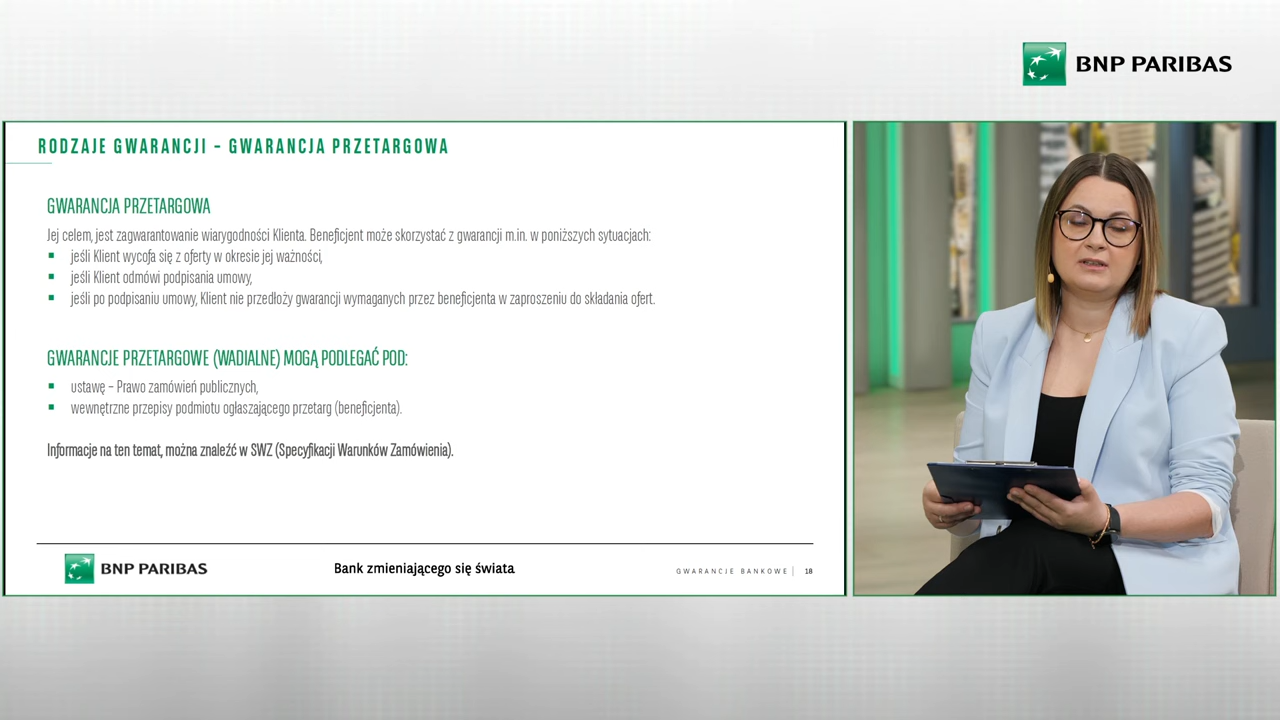 BNP PARIBAS
RODZAJE GWARANCJI – GWARANCJA PRZETARGOWA
GWARANCJA PRZETARGOWA
Jej celem, jest zagwarantowanie wiarygodności Klienta. Beneficjent może skorzystać z gwarancji m.in. w poniższych sytuacjach:
▪ jeśli Klient wycofa się z oferty w okresie jej ważności,
▪ jeśli Klient odmówi podpisania umowy,
▪ jeśli po podpisaniu umowy, Klient nie przedłoży gwarancji wymaganych przez beneficjenta w zaproszeniu do składania ofert.
GWARANCJE PRZETARGOWE (WADIALNE) MOGĄ PODLEGAĆ POD:
▪ ustawę – Prawo zamówień publicznych,
▪ wewnętrzne przepisy podmiotu ogłaszającego przetarg (beneficjenta).
Informacje na ten temat, można znaleźć w SWZ (Specyfikacji Warunków Zamówienia).
BNP PARIBAS
Bank zmieniającego się świata
GWARANCJE BANKOWE | 18